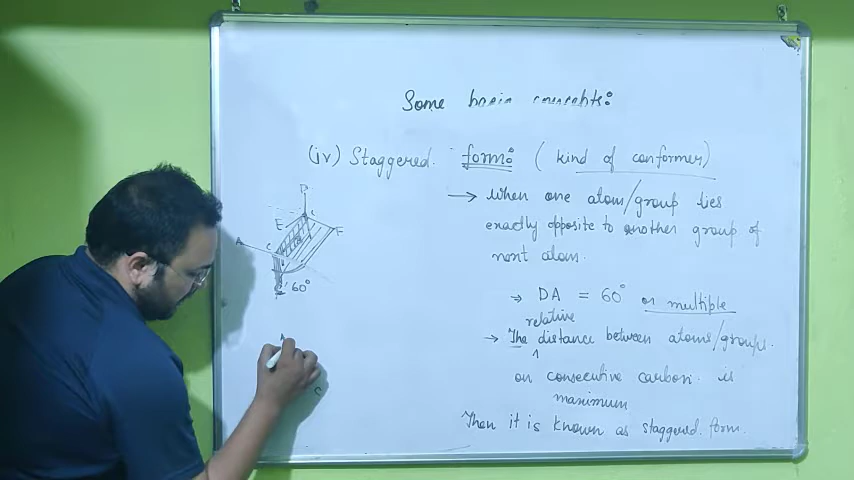 Some basic concepts:
(iv) Staggered form: (kind of conformer)
→ When one atom/group lies
exactly opposite to another group of
next atom.
→ DA = 60° or multiple
relative
→ The distance between atoms/groups.
on consecutive carbon is
maximum
Then it is known as staggered form.
D
C
E
F
A
C
60°
C